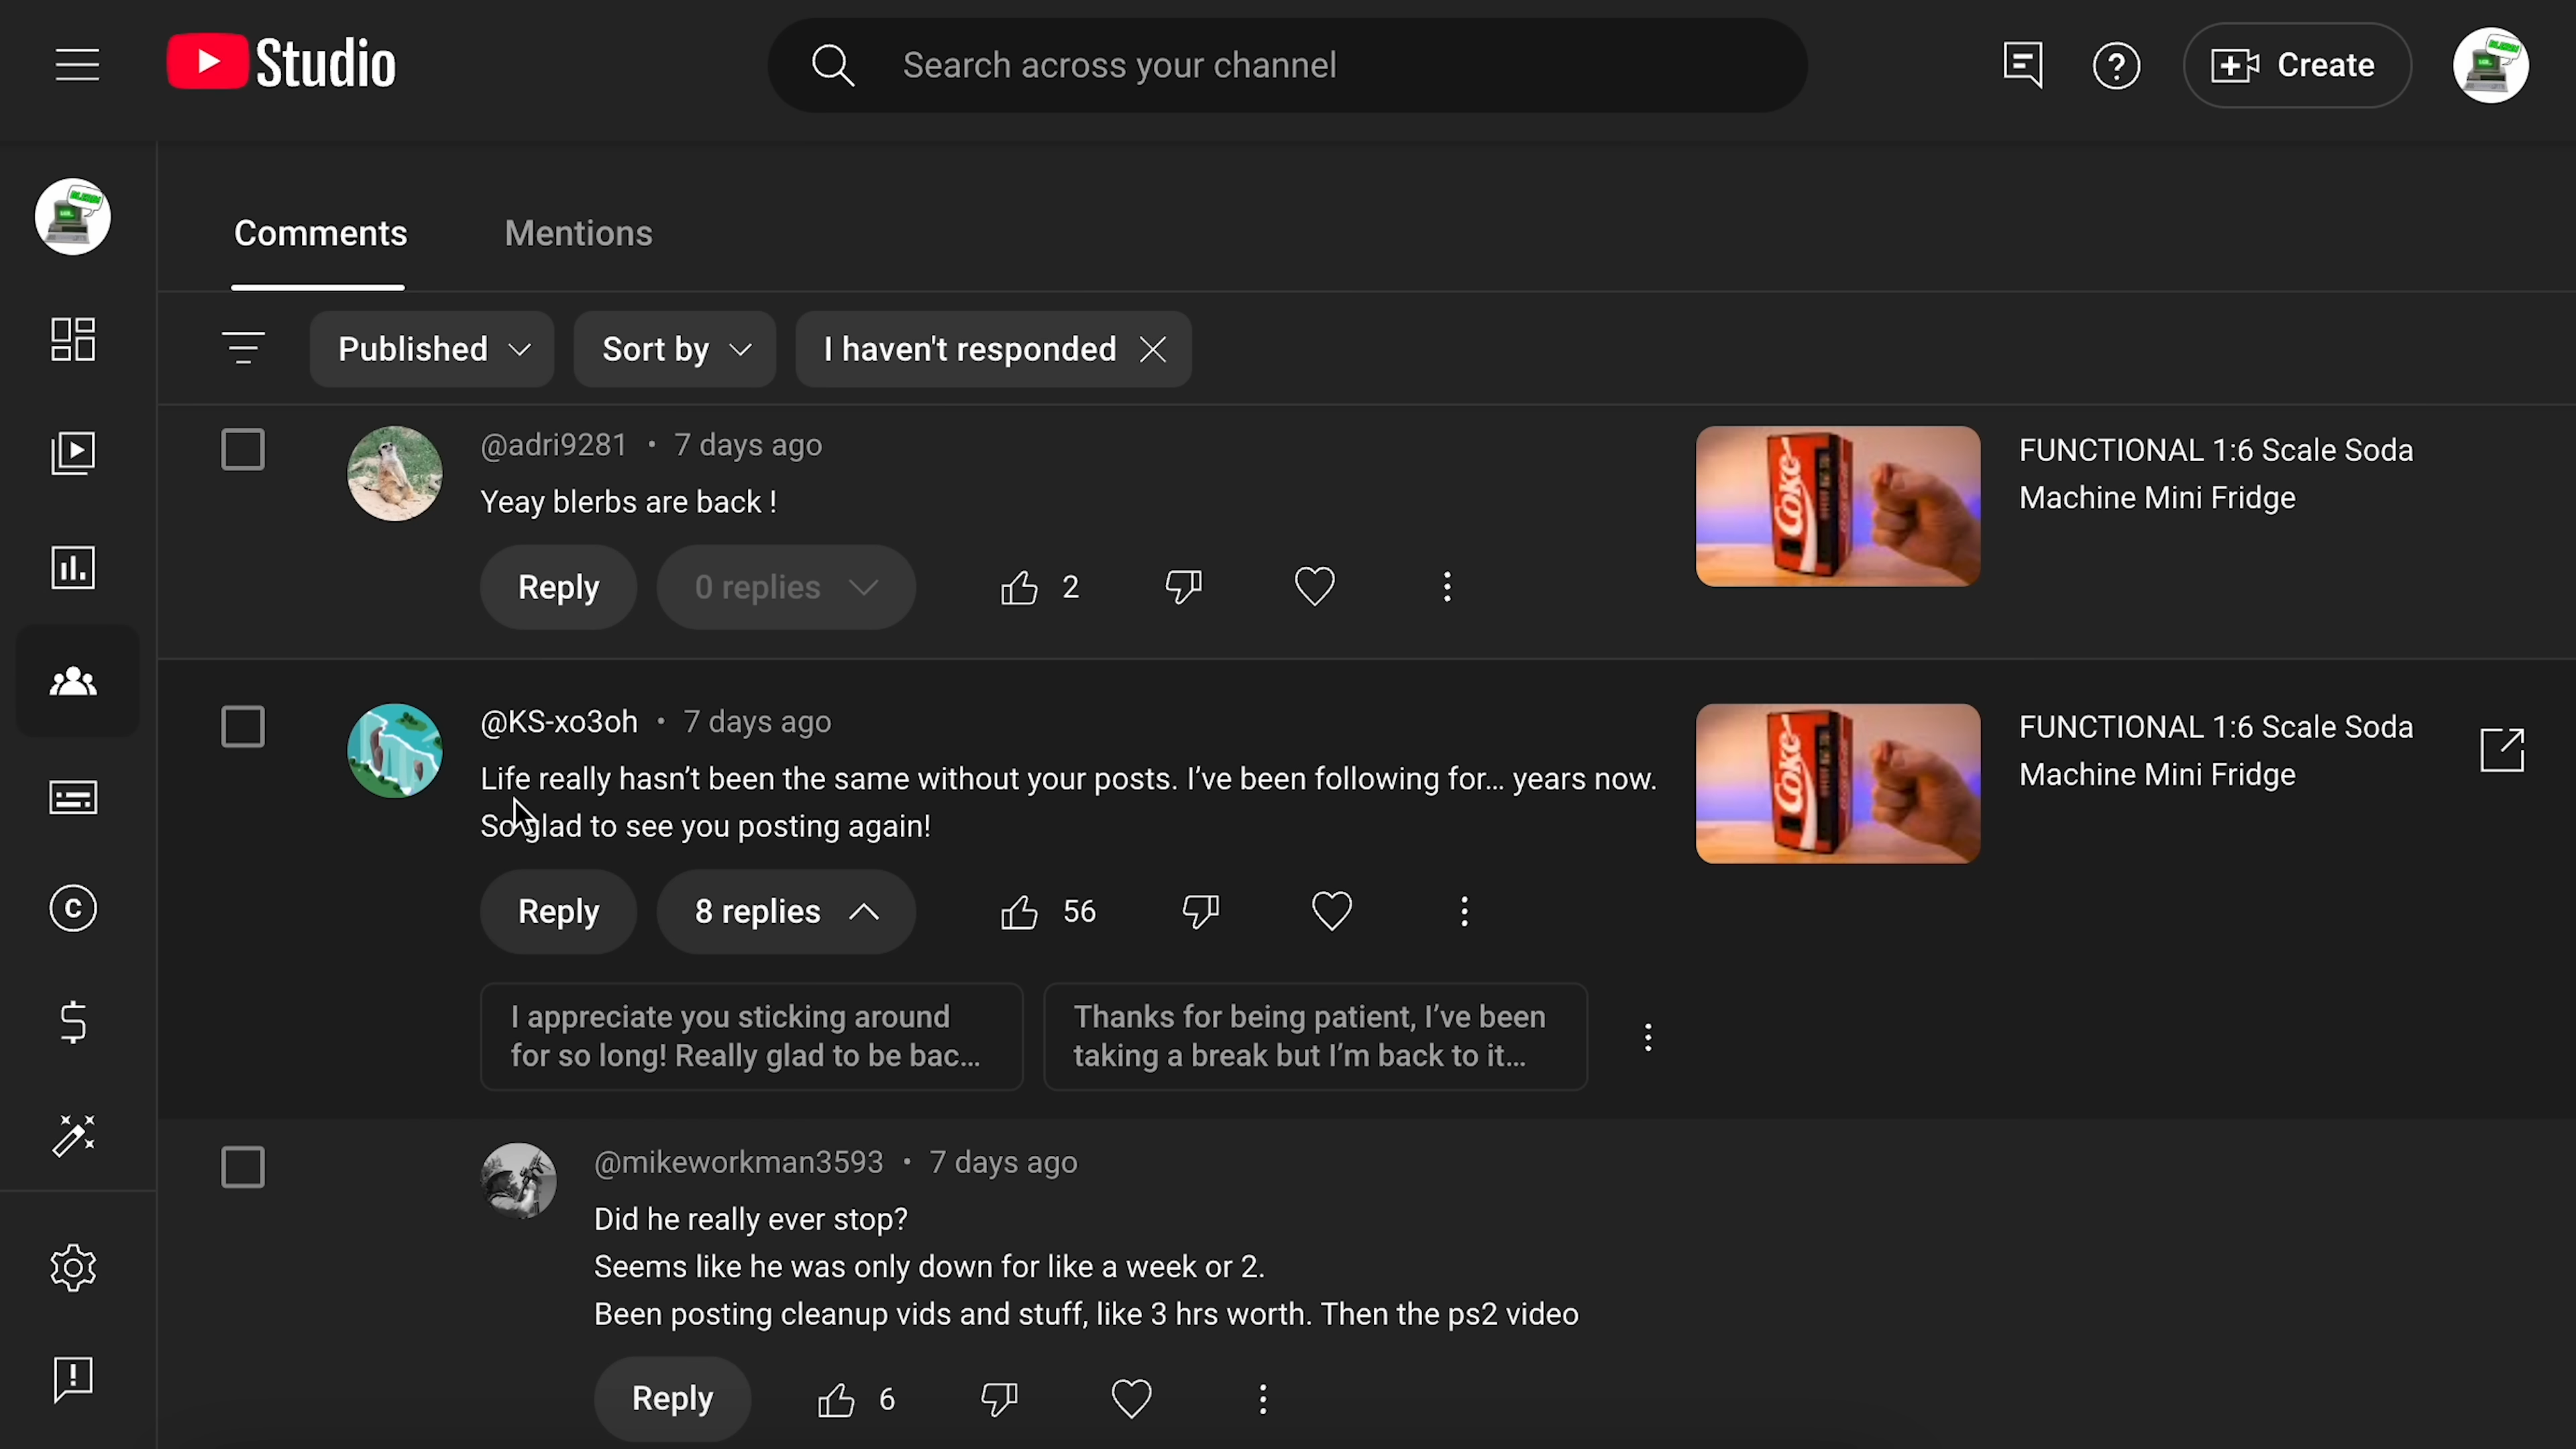 Studio
Search across your channel
Create
Comments
Mentions
Published
Sort by
I haven't responded
@adri9281 • 7 days ago
Yeay blerbs are back !
Reply
0 replies
2
Coke
FUNCTIONAL 1:6 Scale Soda
Machine Mini Fridge
@KS-xo3oh • 7 days ago
Life really hasn’t been the same without your posts. I’ve been following for... years now.
So glad to see you posting again!
Reply
8 replies
56
Coke
FUNCTIONAL 1:6 Scale Soda
Machine Mini Fridge
I appreciate you sticking around
for so long! Really glad to be bac...
Thanks for being patient, I’ve been
taking a break but I’m back to it...
@mikeworkman3593 • 7 days ago
Did he really ever stop?
Seems like he was only down for like a week or 2.
Been posting cleanup vids and stuff, like 3 hrs worth. Then the ps2 video
Reply
6